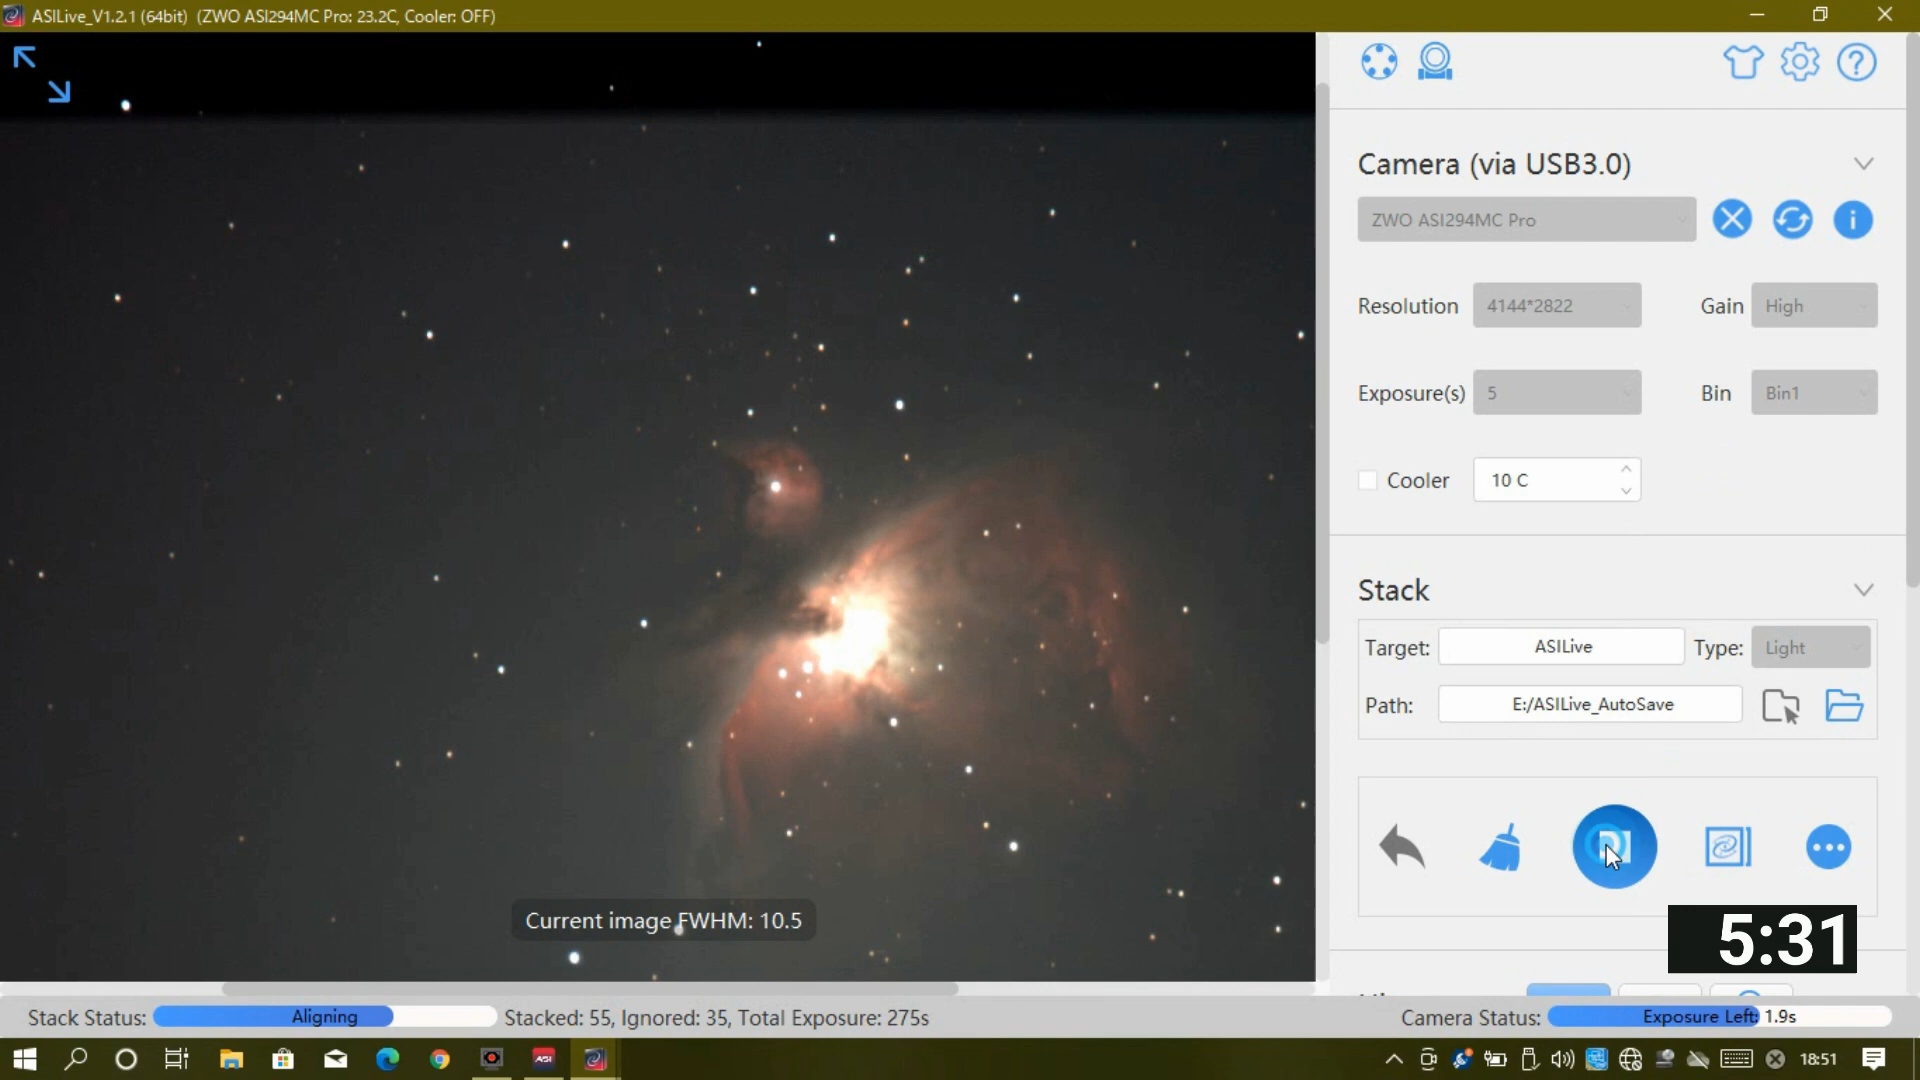 ASILive_V1.2.1 (64bit) (ZWO ASI294MC Pro: 23.2C, Cooler: OFF)
Camera (via USB3.0)
ZWO ASI294MC Pro
Resolution 4144*2822 Gain High
Exposure(s) 5 Bin Bin1
Cooler 10 C
Stack
Target: ASILive Type: Light
Path: E:/ASILive_AutoSave
Current image FWHM: 10.5
5:31
Stack Status: Aligning Stacked: 55, Ignored: 35, Total Exposure: 275s
Camera Status: Exposure Left: 1.9s
ASI
18:51